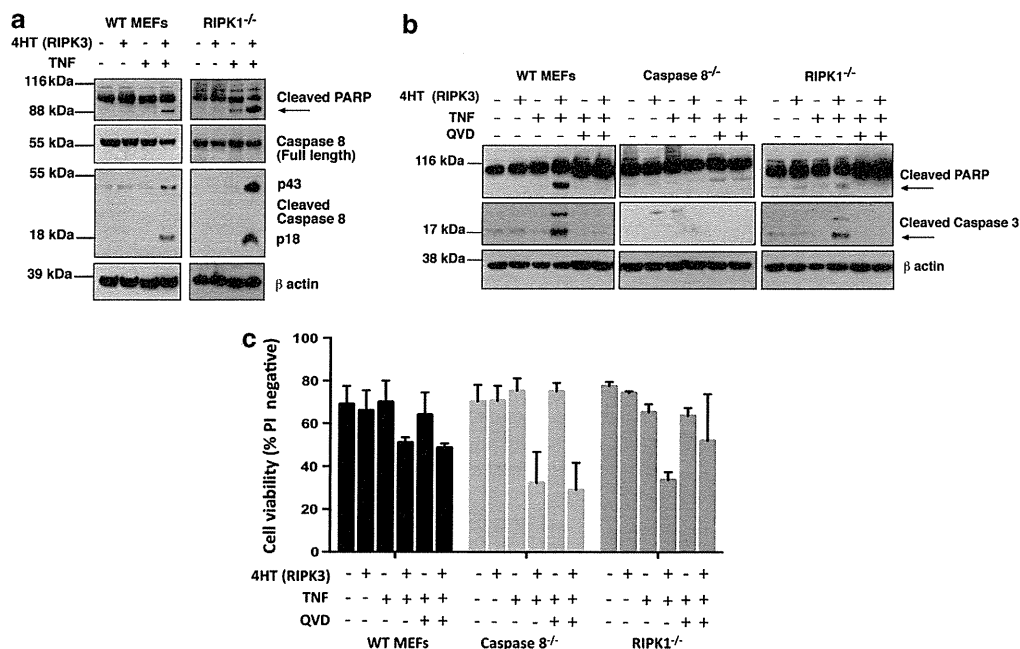 a
WT MEFs RIPK1-/-
4HT (RIPK3) - + - + - + - +
TNF - - + + - - + +
116 kDa
88 kDa
Cleaved PARP
55 kDa
Caspase 8
(Full length)
55 kDa
p43
Cleaved
Caspase 8
18 kDa
p18
39 kDa
β actin
b
WT MEFs Caspase 8-/- RIPK1-/-
4HT (RIPK3) - + - + - + - + - + - + - + - + - +
TNF - - + + + + - - + + + + - - + + + +
QVD - - - - + + - - - - + + - - - - + +
116 kDa
Cleaved PARP
Cleaved Caspase 3
17 kDa
38 kDa
β actin
c
Cell viability (% PI negative)
100
80
60
40
20
0
4HT (RIPK3) - + - + - + - + - + - + - + - + - +
TNF - - + + + + - - + + + + - - + + + +
QVD - - - - + + - - - - + + - - - - + +
WT MEFs Caspase 8-/- RIPK1-/-